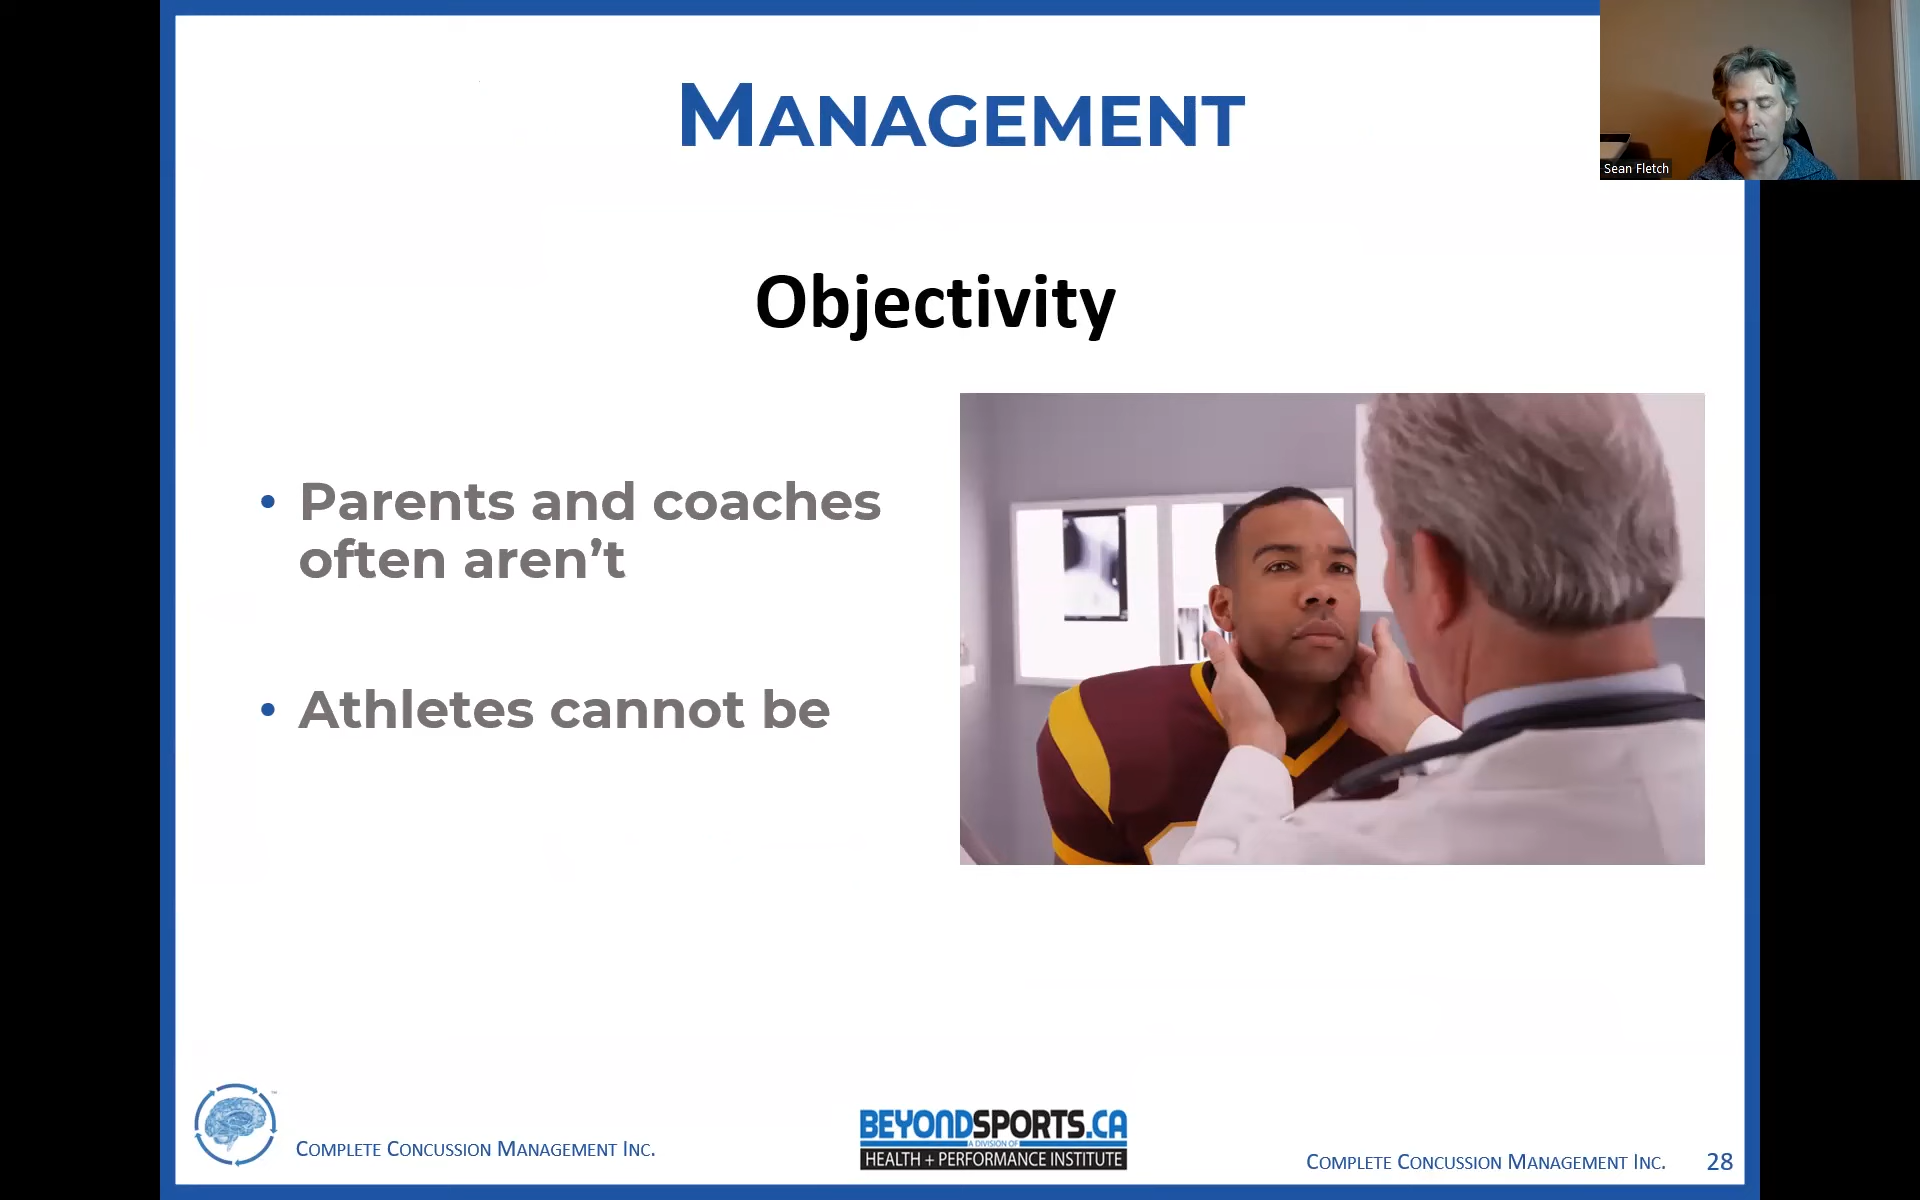 MANAGEMENT
Sean Fletch
Objectivity
• Parents and coaches
often aren’t
• Athletes cannot be
COMPLETE CONCUSSION MANAGEMENT INC.
BEYONDSPORTS.CA
A DIVISION OF
HEALTH + PERFORMANCE INSTITUTE
COMPLETE CONCUSSION MANAGEMENT INC.
28